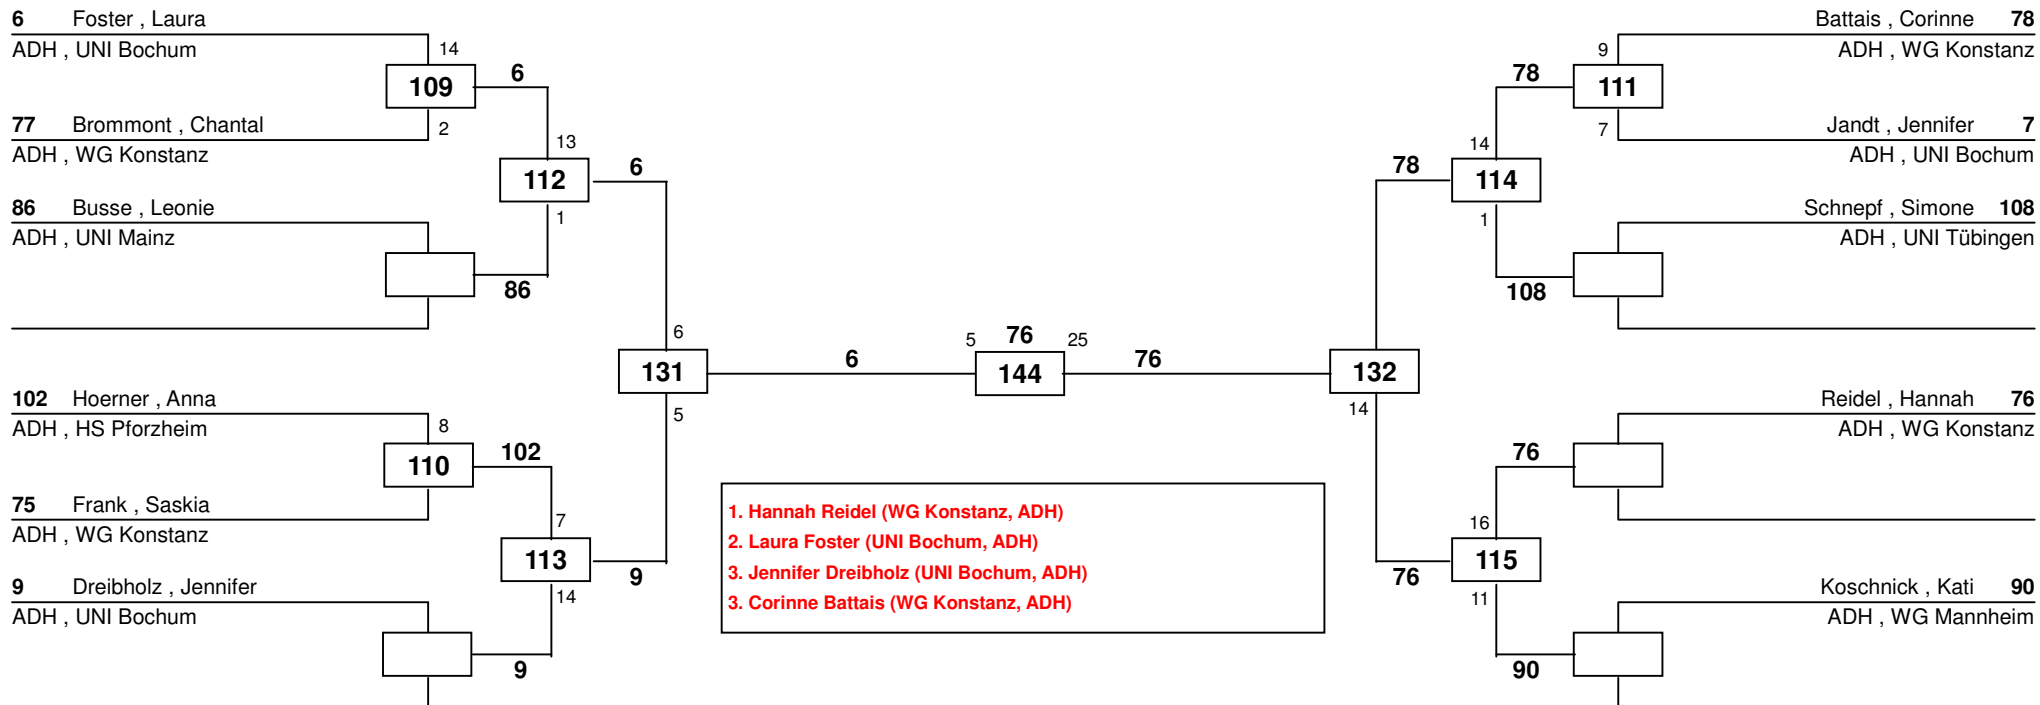 6 Foster , Laura
ADH , UNI Bochum
14
109
6
77 Brommont , Chantal
2
ADH , WG Konstanz
13
112
6
86 Busse , Leonie
1
ADH , UNI Mainz
86
6
131
6
102 Hoerner , Anna
5
ADH , HS Pforzheim
8
110
102
75 Frank , Saskia
ADH , WG Konstanz
7
113
9
9 Dreibholz , Jennifer
14
ADH , UNI Bochum
9
5 76 25
144
76
1. Hannah Reidel (WG Konstanz, ADH)
2. Laura Foster (UNI Bochum, ADH)
3. Jennifer Dreibholz (UNI Bochum, ADH)
3. Corinne Battais (WG Konstanz, ADH)
Battais , Corinne 78
ADH , WG Konstanz
9
78
111
7
Jandt , Jennifer 7
ADH , UNI Bochum
14
78
114
1
Schnepf , Simone 108
ADH , UNI Tübingen
108
132
14
Reidel , Hannah 76
ADH , WG Konstanz
76
16
115
76
11
Koschnick , Kati 90
ADH , WG Mannheim
90